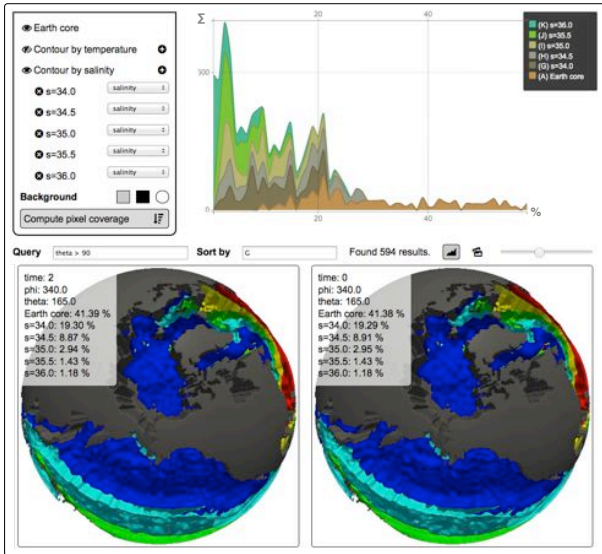 Earth core
Contour by temperature
Contour by salinity
s=34.0 salinity
s=34.5 salinity
s=35.0 salinity
s=35.5 salinity
s=36.0 salinity
Background
Compute pixel coverage
Σ 20 40
500
0
20 40 %
(K) s=36.0
(J) s=35.5
(I) s=35.0
(H) s=34.5
(G) s=34.0
(A) Earth core
Query theta > 90 Sort by G Found 594 results.
time: 2
phi: 340.0
theta: 165.0
Earth core: 41.39 %
s=34.0: 19.30 %
s=34.5: 8.87 %
s=35.0: 2.94 %
s=35.5: 1.43 %
s=36.0: 1.18 %
time: 0
phi: 340.0
theta: 165.0
Earth core: 41.38 %
s=34.0: 19.29 %
s=34.5: 8.91 %
s=35.0: 2.95 %
s=35.5: 1.43 %
s=36.0: 1.18 %